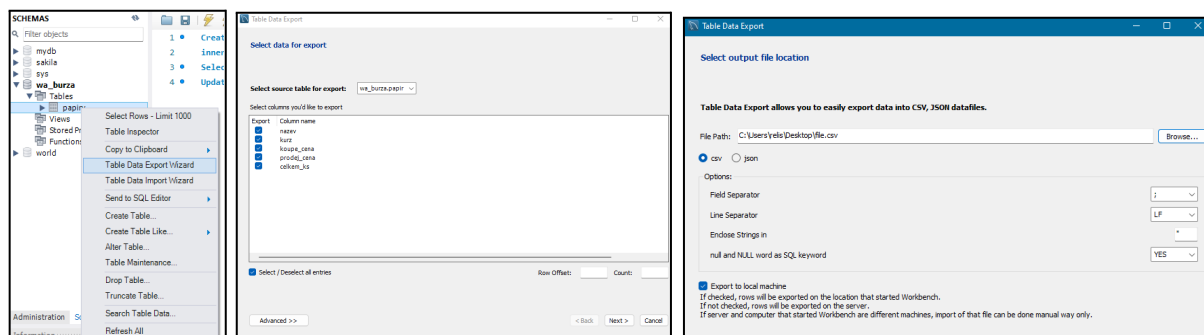 SCHEMAS
Filter objects
mydb
sakila
sys
wa_burza
Tables
papiry
Views
Stored Pr
Functions
world
Administration
1
Creat
2
inner
3
Selec
4
Updat
Select Rows - Limit 1000
Table Inspector
Copy to Clipboard
Table Data Export Wizard
Table Data Import Wizard
Send to SQL Editor
Create Table...
Create Table Like...
Alter Table...
Table Maintenance...
Drop Table...
Truncate Table...
Search Table Data...
Refresh All
Table Data Export
Select data for export
Select source table for export: wa_burza.papir
Select columns you'd like to export
Export Column name
nazev
kurz
koupa_cena
prodej_cena
celkem_ks
Select / Deselect all entries Row Offset: Count:
Advanced >> < Back Next > Cancel
Table Data Export
Select output file location
Table Data Export allows you to easily export data into CSV, JSON datafiles.
File Path: C:\Users\relis\Desktop\file.csv Browse...
csv json
Options:
Field Separator ;
Line Separator LF
Enclose Strings in "
null and NULL word as SQL keyword YES
Export to local machine
If checked, rows will be exported on the location that started Workbench.
If not checked, rows will be exported on the server.
If server and computer that started Workbench are different machines, import of that file can be done manual way only.